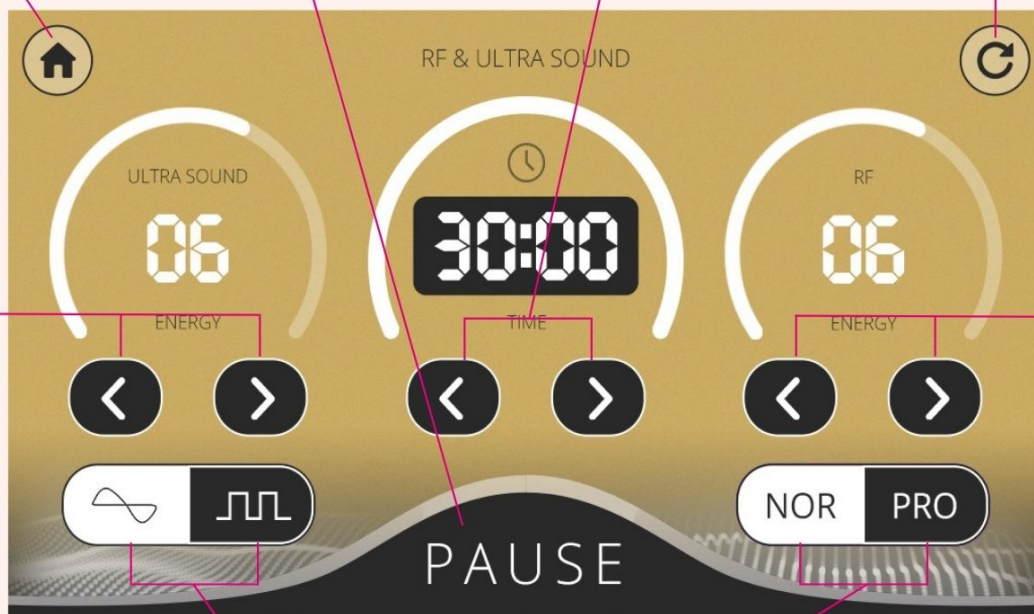 RF & ULTRA SOUND
ULTRA SOUND
06
ENERGY
30:00
TIME
RF
06
ENERGY
NOR PRO
PAUSE